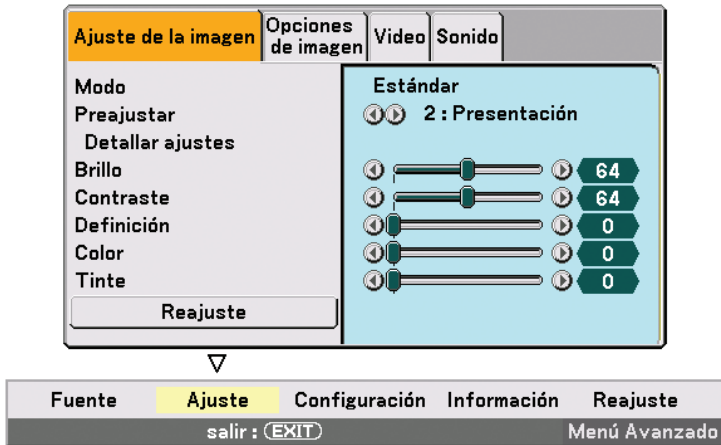 Ajuste de la imagen Opciones de imagen Video Sonido
Modo Estándar
Preajustar 2 : Presentación
Detallar ajustes
Brillo 64
Contraste 64
Definición 0
Color 0
Tinte 0
Reajuste
Fuente Ajuste Configuración Información Reajuste
salir : EXIT Menú Avanzado